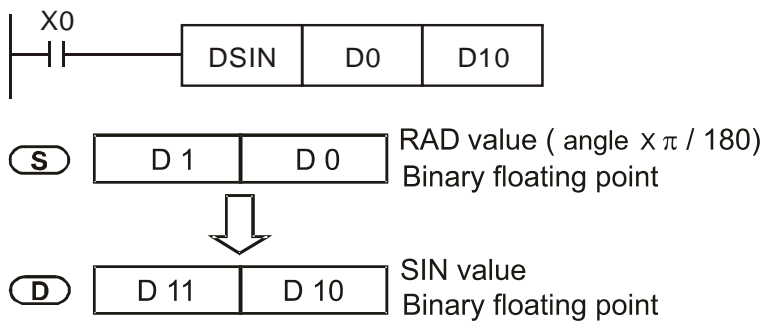 X0
DSIN D0 D10
S D 1 D 0 RAD value ( angle x π / 180)
Binary floating point
D D 11 D 10 SIN value
Binary floating point